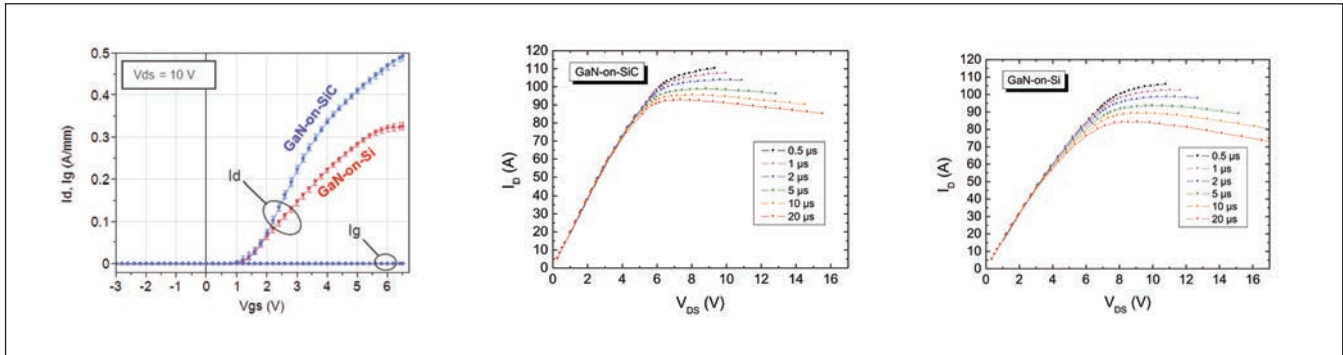 Vds = 10 V
Id, Ig (A/mm)
0.5
0.4
0.3
0.2
0.1
0
GaN-on-SiC
GaN-on-Si
Id
Ig
-3 -2 -1 0 1 2 3 4 5 6
Vgs (V)
GaN-on-SiC
I_D (A)
120
110
100
90
80
70
60
50
40
30
20
10
0
0.5 µs
1 µs
2 µs
5 µs
10 µs
20 µs
0 2 4 6 8 10 12 14 16
V_DS (V)
GaN-on-Si
I_D (A)
120
110
100
90
80
70
60
50
40
30
20
10
0
0.5 µs
1 µs
2 µs
5 µs
10 µs
20 µs
0 2 4 6 8 10 12 14 16
V_DS (V)